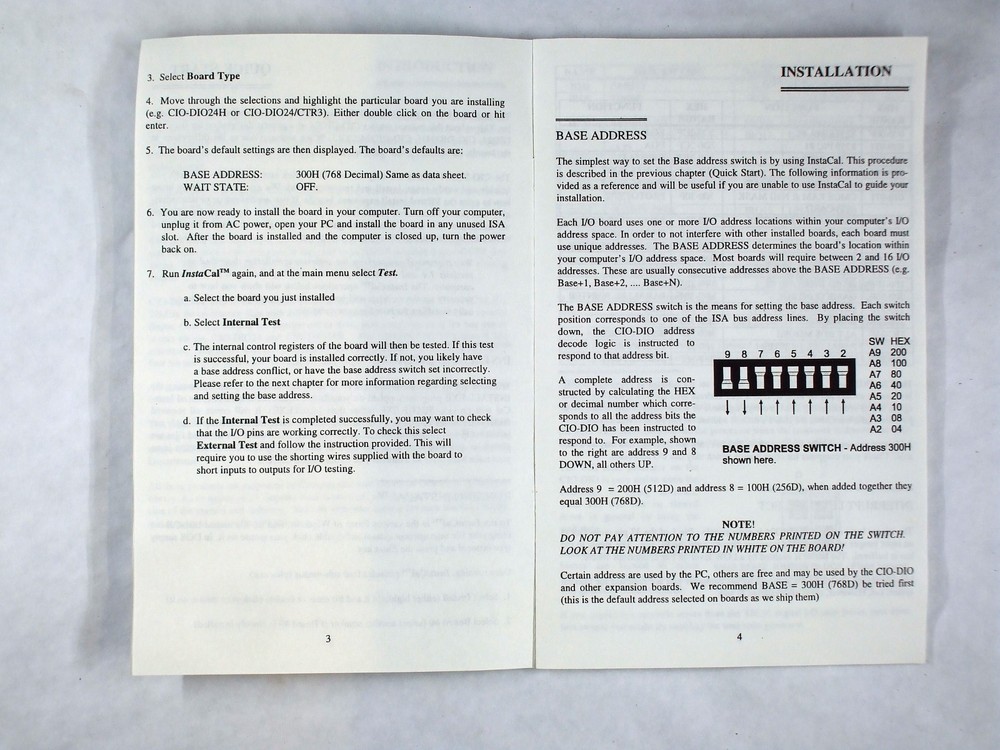 3. Select Board Type
4. Move through the selections and highlight the particular board you are installing
(e.g. CIO-DIO24H or CIO-DIO24/CTR3). Either double click on the board or hit
enter.
5. The board's default settings are then displayed. The board's defaults are:
BASE ADDRESS: 300H (768 Decimal) Same as data sheet.
WAIT STATE: OFF.
6. You are now ready to install the board in your computer. Turn off your computer,
unplug it from AC power, open your PC and install the board in any unused ISA
slot. After the board is installed and the computer is closed up, turn the power
back on.
7. Run InstaCal™ again, and at the main menu select Test.
a. Select the board you just installed
b. Select Internal Test
c. The internal control registers of the board will then be tested. If this test
is successful, your board is installed correctly. If not, you likely have
a base address conflict, or have the base address switch set incorrectly.
Please refer to the next chapter for more information regarding selecting
and setting the base address.
d. If the Internal Test is completed successfully, you may want to check
that the I/O pins are working correctly. To check this select
External Test and follow the instruction provided. This will
require you to use the shorting wires supplied with the board to
short inputs to outputs for I/O testing.
3
INSTALLATION
BASE ADDRESS
The simplest way to set the Base address switch is by using InstaCal. This procedure
is described in the previous chapter (Quick Start). The following information is pro-
vided as a reference and will be useful if you are unable to use InstaCal to guide your
installation.
Each I/O board uses one or more I/O address locations within your computer's I/O
address space. In order to not interfere with other installed boards, each board must
use unique addresses. The BASE ADDRESS determines the board's location within
your computer's I/O address space. Most boards will require between 2 and 16 I/O
addresses. These are usually consecutive addresses above the BASE ADDRESS (e.g.
Base+1, Base+2, .... Base+N).
The BASE ADDRESS switch is the means for setting the base address. Each switch
position corresponds to one of the ISA bus address lines. By placing the switch
down, the CIO-DIO address
decode logic is instructed to
respond to that address bit.
A complete address is con-
structed by calculating the HEX
or decimal number which corre-
sponds to all the address bits the
CIO-DIO has been instructed to
respond to. For example, shown
to the right are address 9 and 8
DOWN, all others UP.
9 8 7 6 5 4 3 2
SW HEX
A9 200
A8 100
A7 80
A6 40
A5 20
A4 10
A3 08
A2 04
BASE ADDRESS SWITCH - Address 300H
shown here.
Address 9 = 200H (512D) and address 8 = 100H (256D), when added together they
equal 300H (768D).
NOTE!
DO NOT PAY ATTENTION TO THE NUMBERS PRINTED ON THE SWITCH.
LOOK AT THE NUMBERS PRINTED IN WHITE ON THE BOARD!
Certain address are used by the PC, others are free and may be used by the CIO-DIO
and other expansion boards. We recommend BASE = 300H (768D) be tried first
(this is the default address selected on boards as we ship them)
4